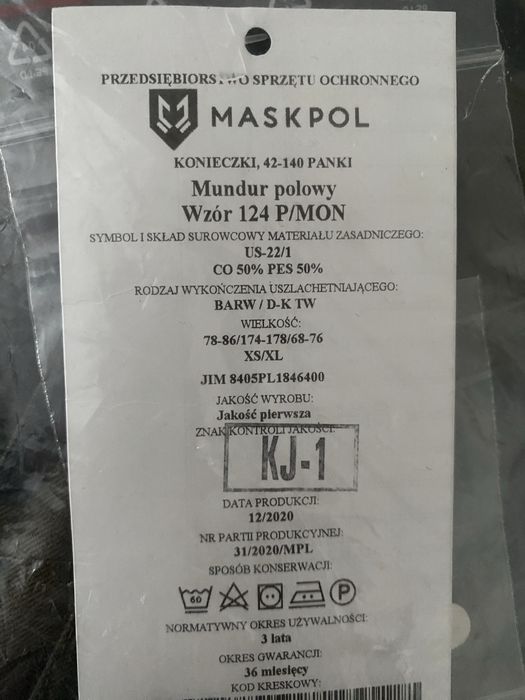 PRZEDSIĘBIORSTWO SPRZĘTU OCHRONNEGO
MASKPOL
KONIECZKI, 42-140 PANKI
Mundur polowy
Wzór 124 P/MON
SYMBOL I SKŁAD SUROWCOWY MATERIAŁU ZASADNICZEGO:
US-22/1
CO 50% PES 50%
RODZAJ WYKOŃCZENIA USZLACHETNIAJĄCEGO:
BARW / D-K TW
WIELKOŚĆ:
78-86/174-178/68-76
XS/XL
JIM 8405PL1846400
JAKOŚĆ WYROBU:
Jakość pierwsza
ZNAK KONTROLI JAKOŚCI:
KJ-1
DATA PRODUKCJI:
12/2020
NR PARTII PRODUKCYJNEJ:
31/2020/MPL
SPOSÓB KONSERWACJI:
60
P
NORMATYWNY OKRES UŻYWALNOŚCI:
3 lata
OKRES GWARANCJI:
36 miesięcy
KOD KRESKOWY: